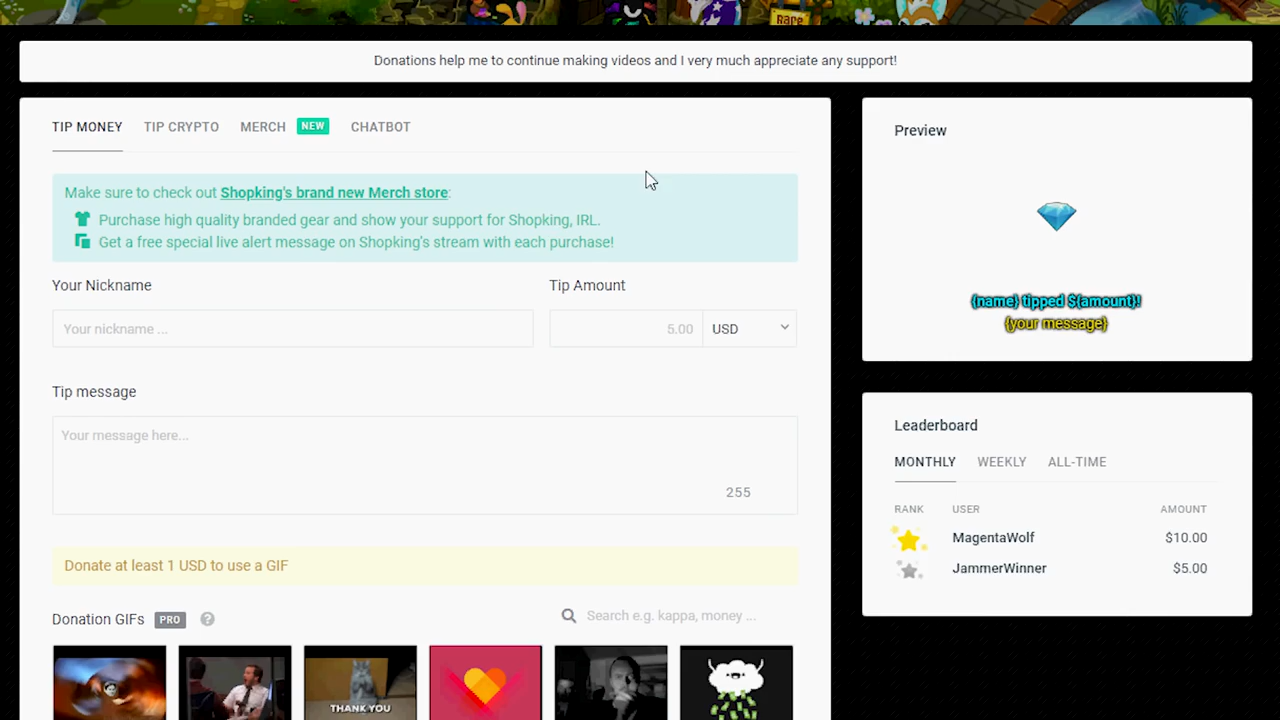 Rare
Donations help me to continue making videos and I very much appreciate any support!
TIP MONEY TIP CRYPTO MERCH NEW CHATBOT
Make sure to check out Shopking's brand new Merch store:
Purchase high quality branded gear and show your support for Shopking, IRL.
Get a free special live alert message on Shopking's stream with each purchase!
Your Nickname Tip Amount
Your nickname ... 5.00 USD
Tip message
Your message here...
255
Donate at least 1 USD to use a GIF
Donation GIFs PRO ? Search e.g. kappa, money ...
THANK YOU
Preview
{name} tipped ${amount}!
{your message}
Leaderboard
MONTHLY WEEKLY ALL-TIME
RANK USER AMOUNT
MagentaWolf $10.00
JammerWinner $5.00